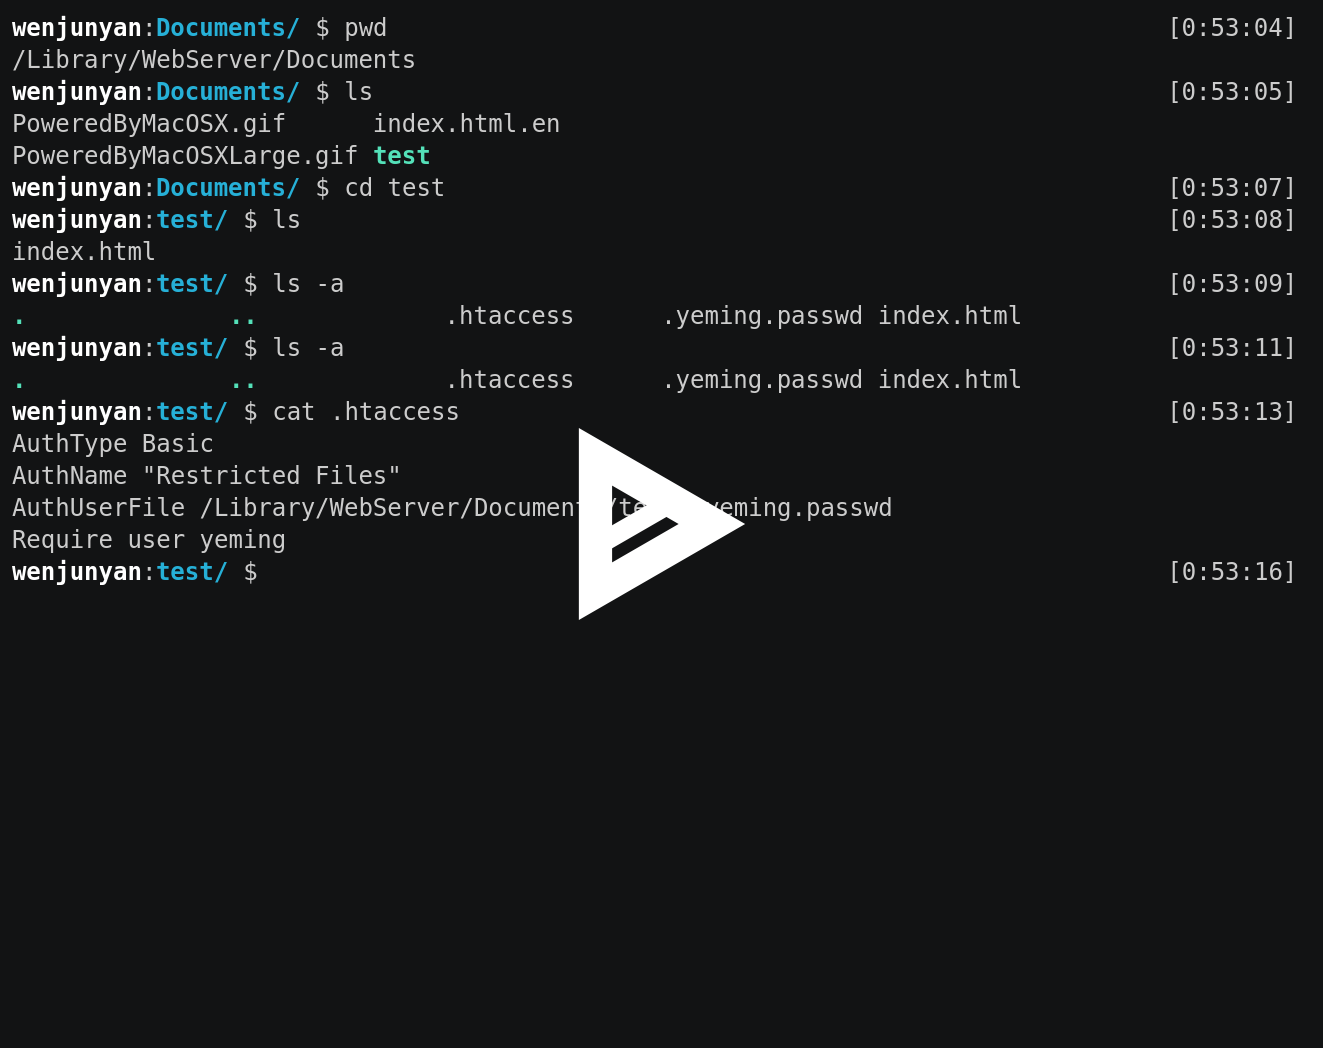 wenjunyan:Documents/ $ pwd [0:53:04]
/Library/WebServer/Documents
wenjunyan:Documents/ $ ls [0:53:05]
PoweredByMacOSX.gif index.html.en
PoweredByMacOSXLarge.gif test
wenjunyan:Documents/ $ cd test [0:53:07]
wenjunyan:test/ $ ls [0:53:08]
index.html
wenjunyan:test/ $ ls -a [0:53:09]
. .. .htaccess .yeming.passwd index.html
wenjunyan:test/ $ ls -a [0:53:11]
. .. .htaccess .yeming.passwd index.html
wenjunyan:test/ $ cat .htaccess [0:53:13]
AuthType Basic
AuthName "Restricted Files"
AuthUserFile /Library/WebServer/Documents/test/.yeming.passwd
Require user yeming
wenjunyan:test/ $ [0:53:16]